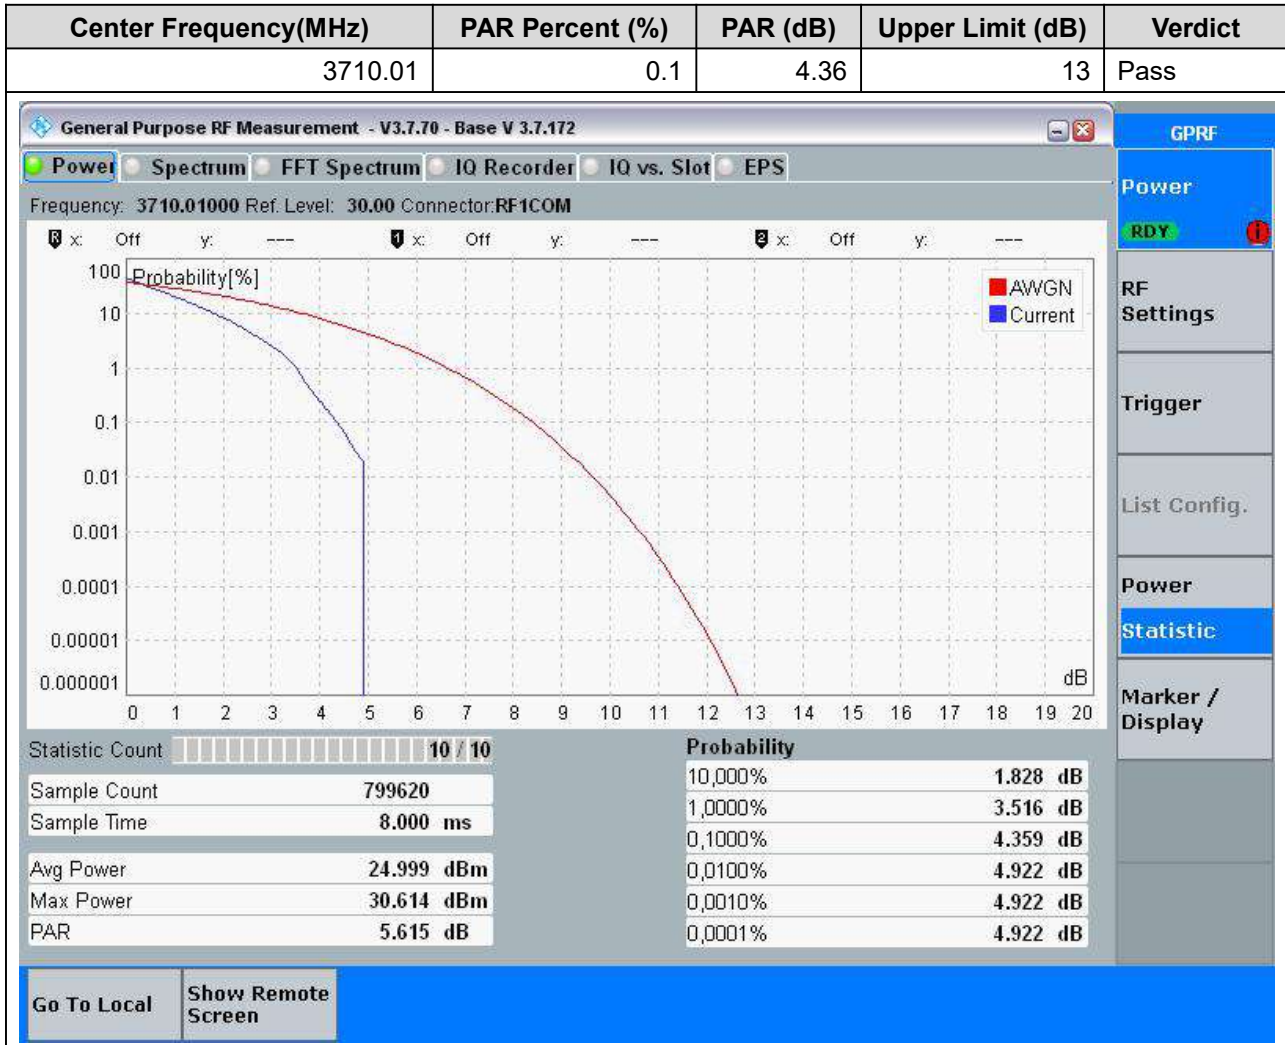 Center Frequency(MHz) PAR Percent (%) PAR (dB) Upper Limit (dB) Verdict
3710.01 0.1 4.36 13 Pass
General Purpose RF Measurement - V3.7.70 - Base V 3.7.172
GPRF
Power Spectrum FFT Spectrum IQ Recorder IQ vs. Slot EPS
Power
RDY
Frequency: 3710.01000 Ref. Level: 30.00 Connector:RF1COM
R x: Off y: --- 1 x: Off y: --- 2 x: Off y: ---
100 Probability[%]
AWGN
Current
10
1
0.1
0.01
0.001
0.0001
0.00001
0.000001
dB
0 1 2 3 4 5 6 7 8 9 10 11 12 13 14 15 16 17 18 19 20
RF
Settings
Trigger
List Config.
Power
Statistic
Marker /
Display
Statistic Count 10 / 10
Sample Count 799620
Sample Time 8.000 ms
Avg Power 24.999 dBm
Max Power 30.614 dBm
PAR 5.615 dB
Probability
10,000% 1.828 dB
1,0000% 3.516 dB
0,1000% 4.359 dB
0,0100% 4.922 dB
0,0010% 4.922 dB
0,0001% 4.922 dB
Go To Local
Show Remote
Screen